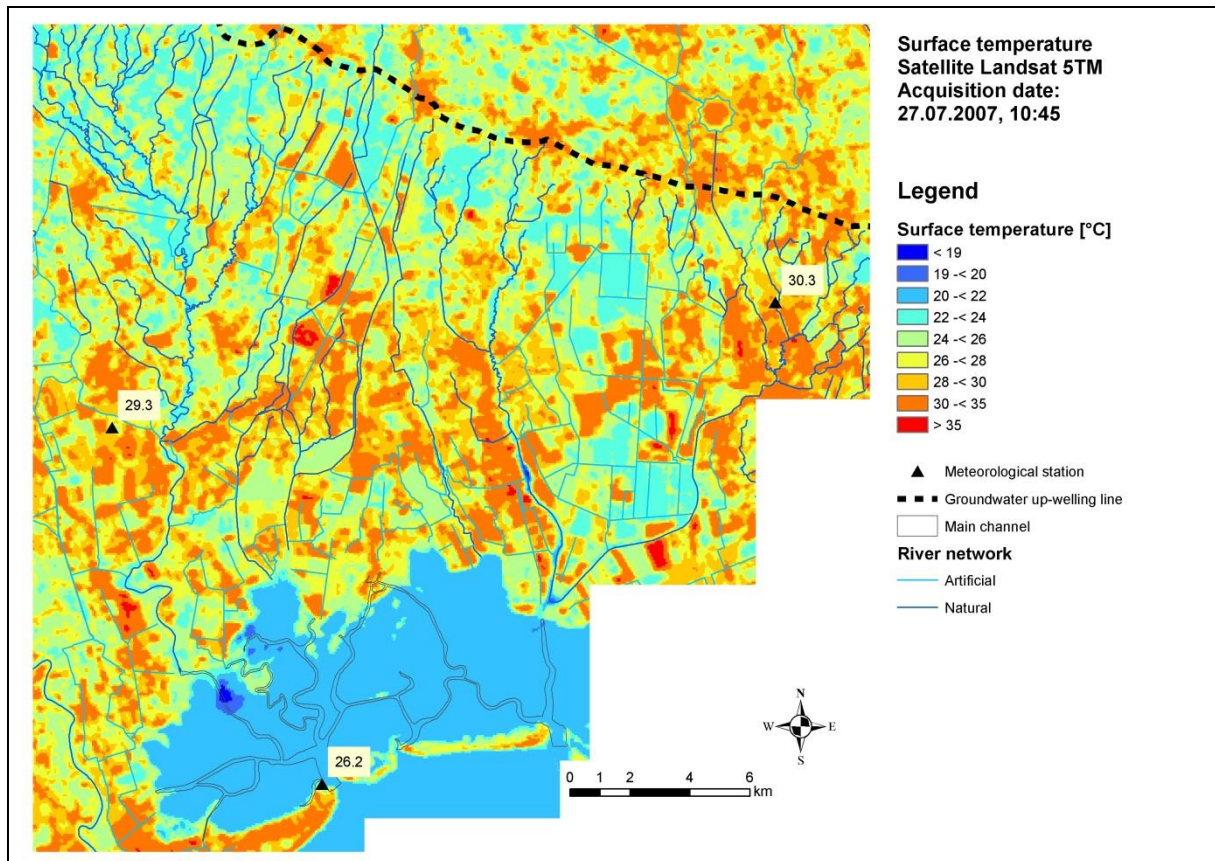 Surface temperature
Satellite Landsat 5TM
Acquisition date:
27.07.2007, 10:45
Legend
Surface temperature [°C]
< 19
19 -< 20
20 -< 22
22 -< 24
24 -< 26
26 -< 28
28 -< 30
30 -< 35
> 35
Meteorological station
Groundwater up-welling line
Main channel
River network
Artificial
Natural
30.3
29.3
26.2
N
W E
S
0 1 2 4 6
km